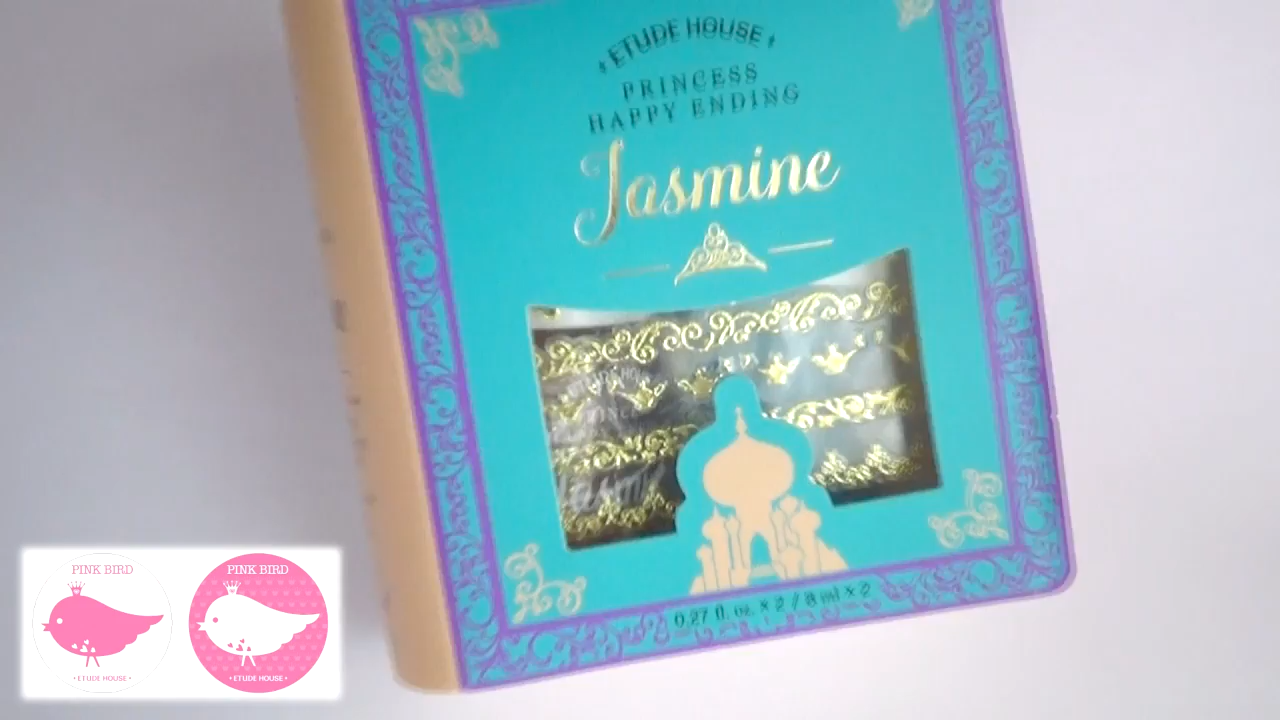 ETUDE HOUSE
PRINCESS
HAPPY ENDING
Jasmine
0.27 fl. oz. × 2 / 8 ml × 2
PINK BIRD
• ETUDE HOUSE •
PINK BIRD
• ETUDE HOUSE •